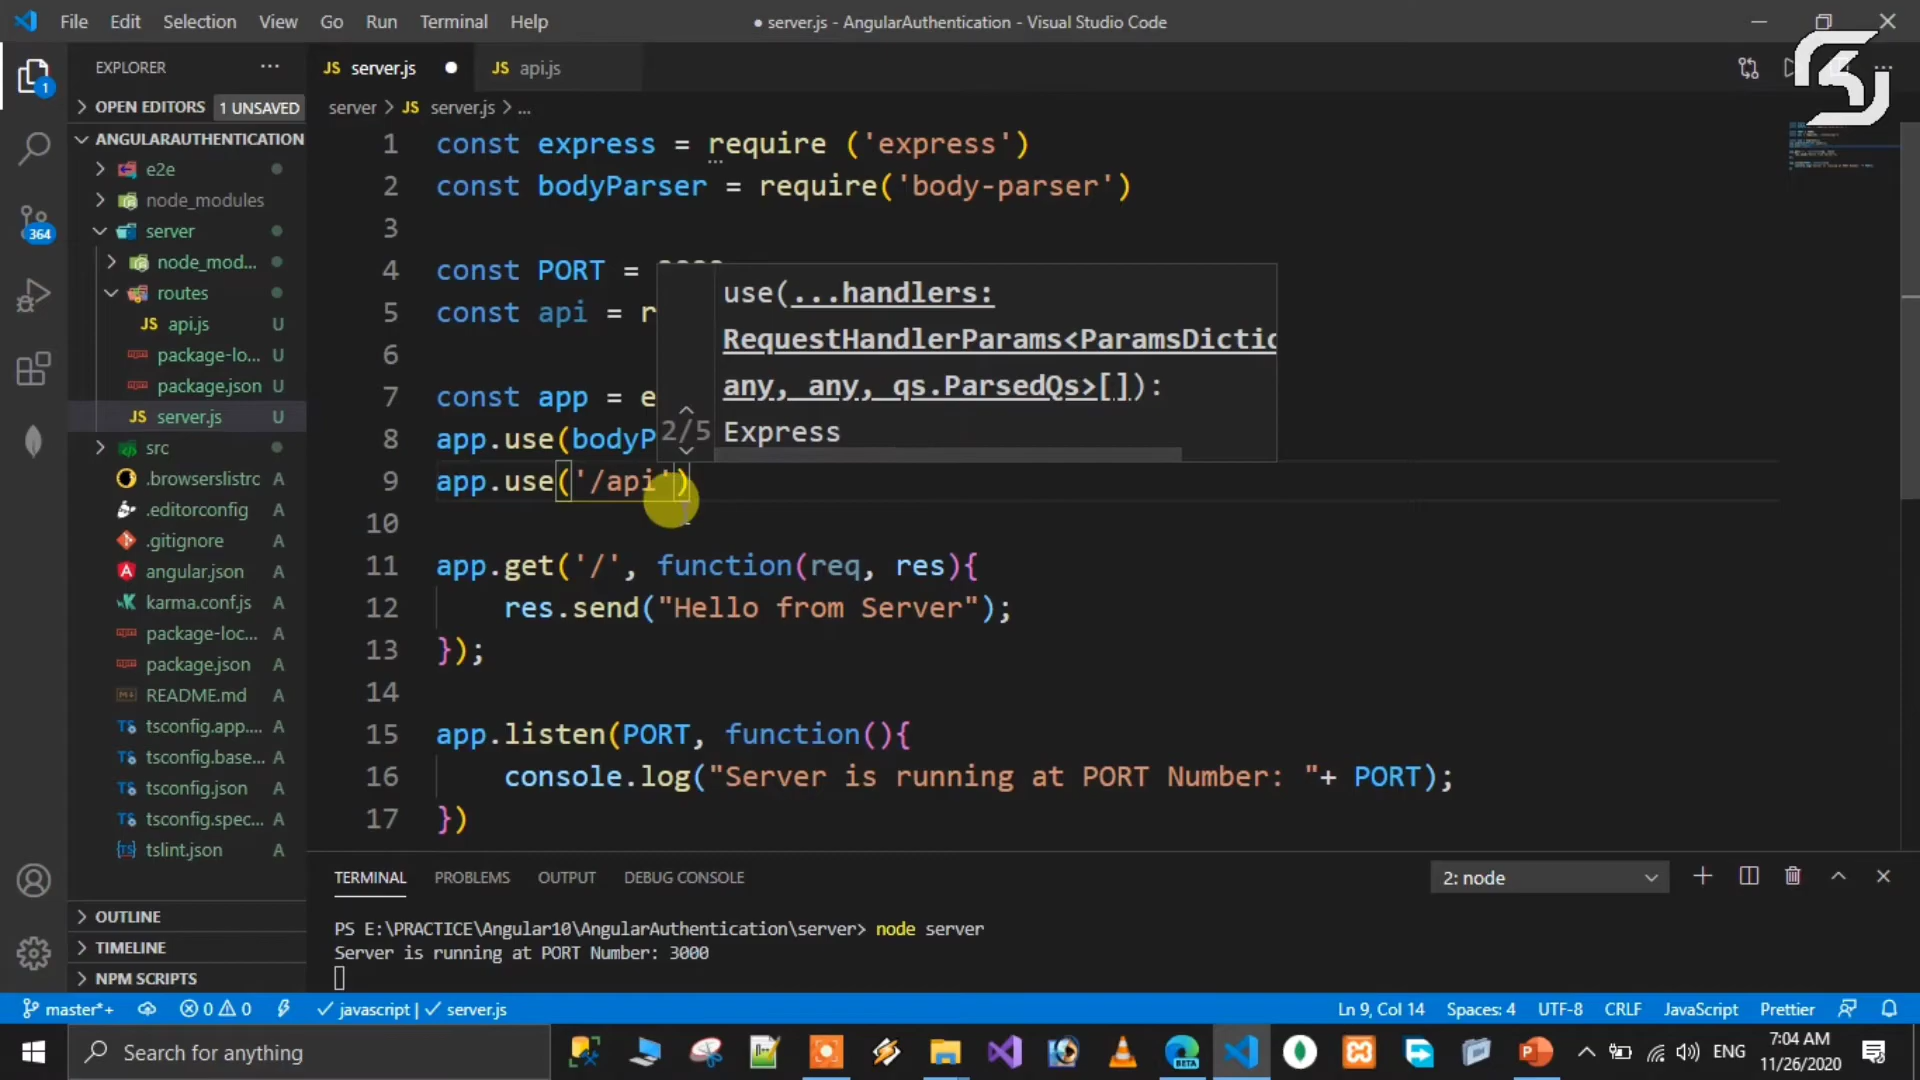 File Edit Selection View Go Run Terminal Help
● server.js - AngularAuthentication - Visual Studio Code
EXPLORER
OPEN EDITORS 1 UNSAVED
ANGULARAUTHENTICATION
e2e
node_modules
server
node_mod...
routes
api.js U
package-lo... U
package.json U
server.js U
src
.browserslistrc A
.editorconfig A
.gitignore A
angular.json A
karma.conf.js A
package-loc... A
package.json A
README.md A
tsconfig.app.... A
tsconfig.base... A
tsconfig.json A
tsconfig.spec... A
tslint.json A
OUTLINE
TIMELINE
NPM SCRIPTS
1
364
JS server.js ●
JS api.js
server > JS server.js > ...
1 const express = require ('express')
2 const bodyParser = require('body-parser')
3
4 const PORT =
5 const api = r
6
7 const app = e
8 app.use(bodyP
9 app.use('/api')
10
11 app.get('/', function(req, res){
12 res.send("Hello from Server");
13 });
14
15 app.listen(PORT, function(){
16 console.log("Server is running at PORT Number: "+ PORT);
17 })
use(...handlers:
RequestHandlerParams<ParamsDictio
any, any, qs.ParsedQs>[]):
2/5 Express
TERMINAL PROBLEMS OUTPUT DEBUG CONSOLE
2: node
PS E:\PRACTICE\Angular10\AngularAuthentication\server> node server
Server is running at PORT Number: 3000
master*+ 0 0 javascript | server.js
Ln 9, Col 14 Spaces: 4 UTF-8 CRLF JavaScript Prettier
Search for anything
BETA
ENG
7:04 AM
11/26/2020